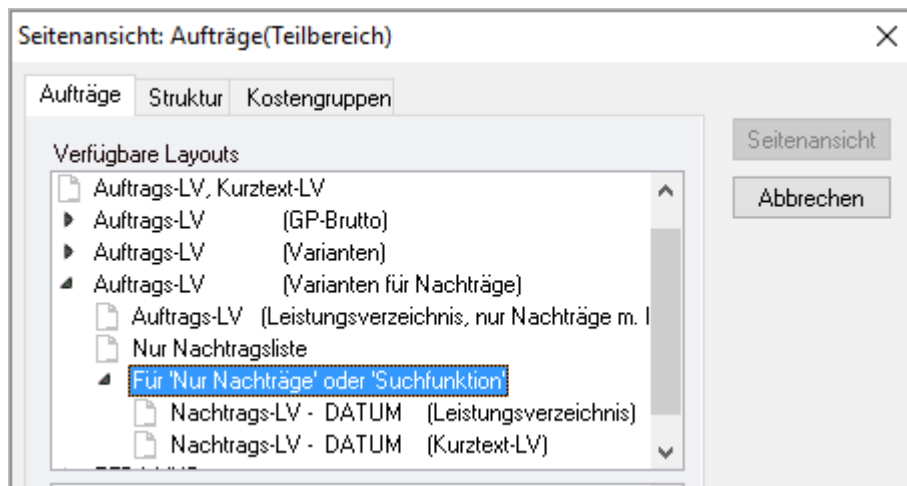 Seitenansicht: Aufträge(Teilbereich)
Aufträge Struktur Kostengruppen
Seitenansicht
Verfügbare Layouts
Abbrechen
Auftrags-LV, Kurztext-LV
Auftrags-LV (GP-Brutto)
Auftrags-LV (Varianten)
Auftrags-LV (Varianten für Nachträge)
Auftrags-LV (Leistungsverzeichnis, nur Nachträge m.
Nur Nachtragsliste
Für 'Nur Nachträge' oder 'Suchfunktion'
Nachtrags-LV - DATUM (Leistungsverzeichnis)
Nachtrags-LV - DATUM (Kurztext-LV)